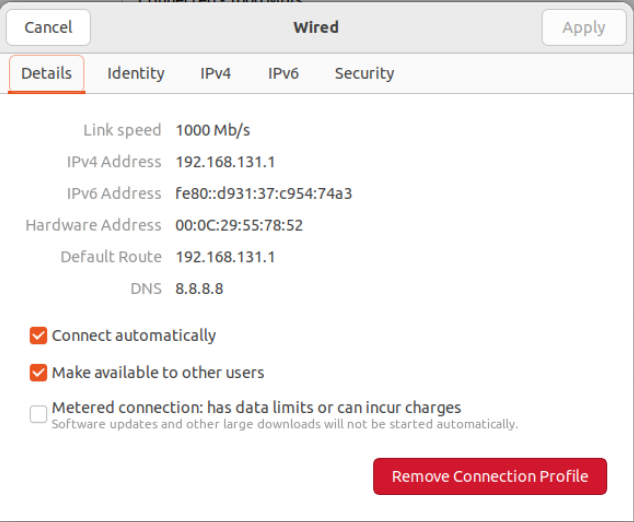 Cancel Wired Apply
Details Identity IPv4 IPv6 Security
Link speed 1000 Mb/s
IPv4 Address 192.168.131.1
IPv6 Address fe80::d931:37:c954:74a3
Hardware Address 00:0C:29:55:78:52
Default Route 192.168.131.1
DNS 8.8.8.8
Connect automatically
Make available to other users
Metered connection: has data limits or can incur charges
Software updates and other large downloads will not be started automatically.
Remove Connection Profile